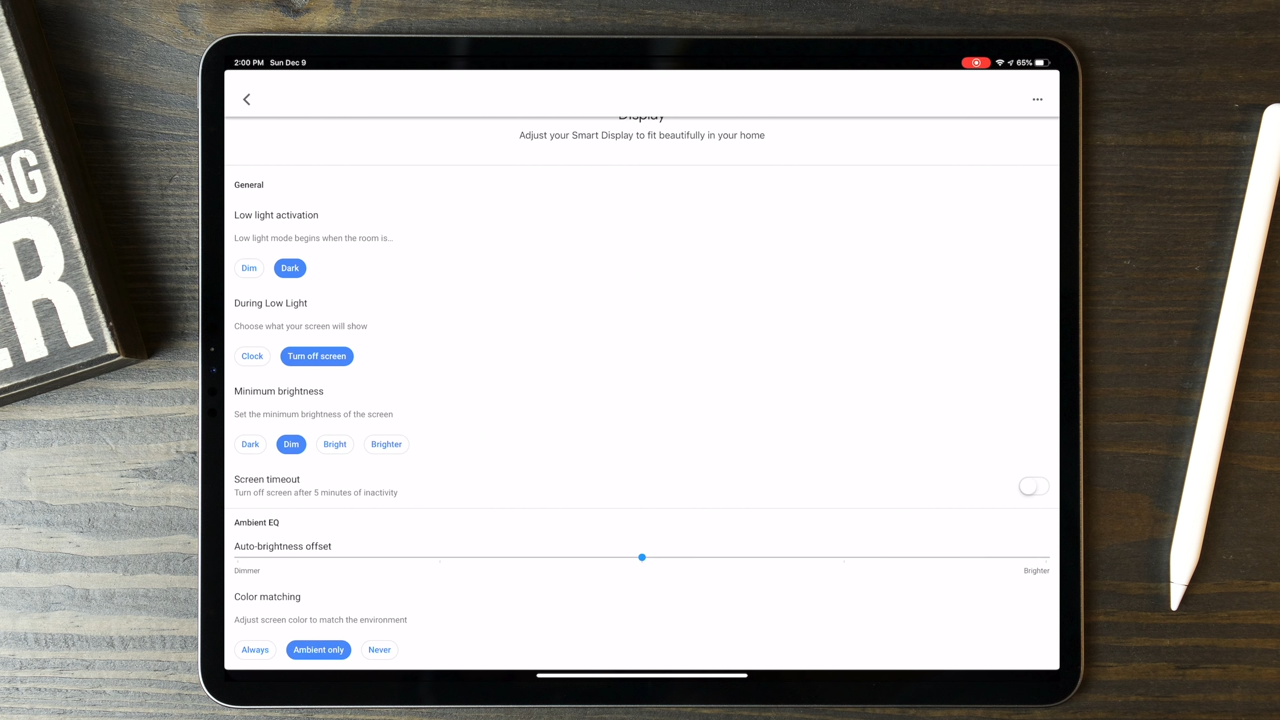 2:00 PM Sun Dec 9
65%
Display
Adjust your Smart Display to fit beautifully in your home
General
Low light activation
Low light mode begins when the room is...
Dim Dark
During Low Light
Choose what your screen will show
Clock Turn off screen
Minimum brightness
Set the minimum brightness of the screen
Dark Dim Bright Brighter
Screen timeout
Turn off screen after 5 minutes of inactivity
Ambient EQ
Auto-brightness offset
Dimmer Brighter
Color matching
Adjust screen color to match the environment
Always Ambient only Never